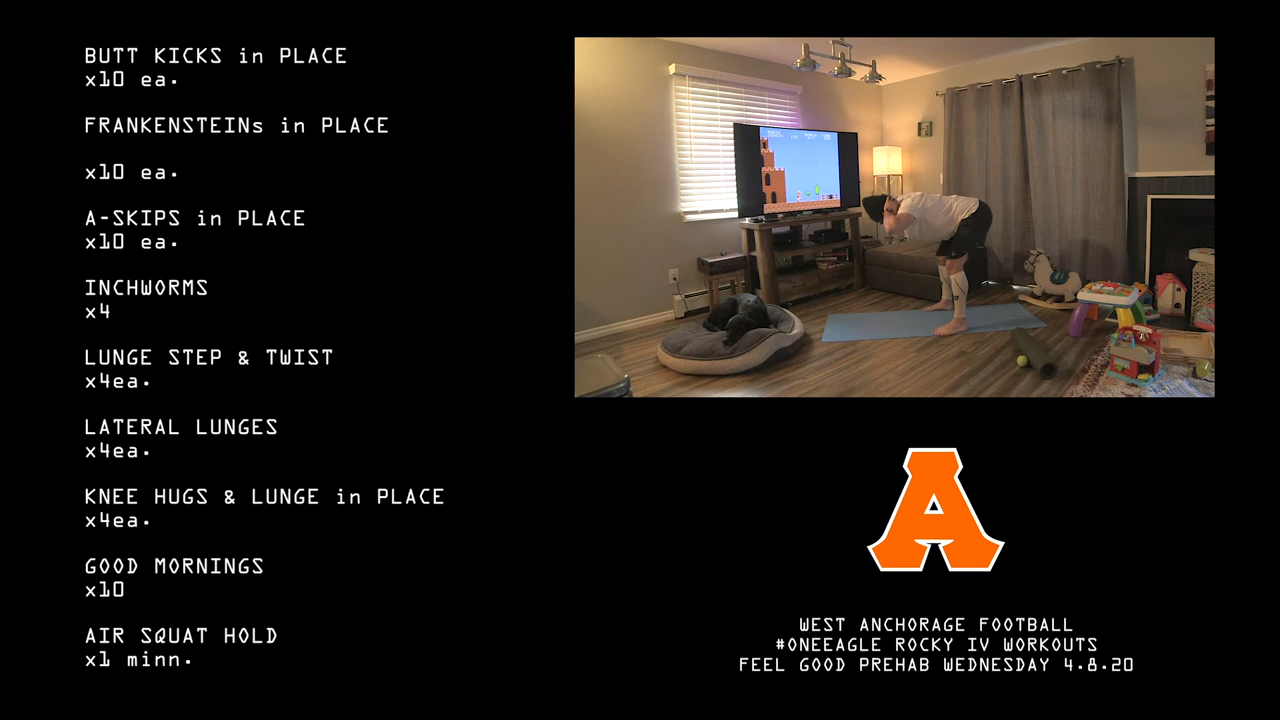 BUTT KICKS in PLACE
x10 ea.
FRANKENSTEINs in PLACE
x10 ea.
A-SKIPS in PLACE
x10 ea.
INCHWORMS
x4
LUNGE STEP & TWIST
x4ea.
LATERAL LUNGES
x4ea.
KNEE HUGS & LUNGE in PLACE
x4ea.
GOOD MORNINGS
x10
AIR SQUAT HOLD
x1 minn.
A
WEST ANCHORAGE FOOTBALL
#ONEEAGLE ROCKY IV WORKOUTS
FEEL GOOD PREHAB WEDNESDAY 4.8.20